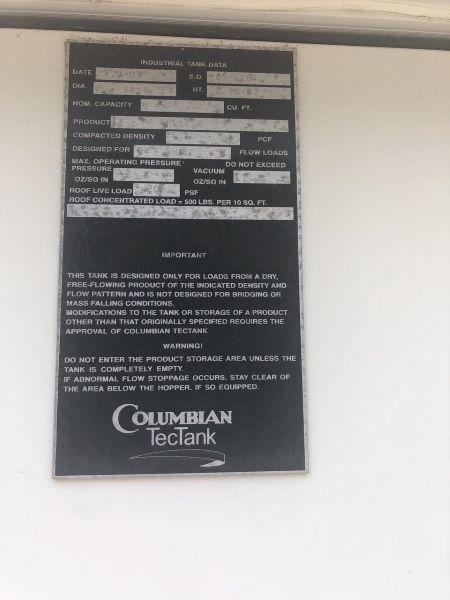 INDUSTRIAL TANK DATA
DATE S.O.
DIA. HT.
NOM. CAPACITY CU. FT.
PRODUCT
COMPACTED DENSITY PCF
DESIGNED FOR FLOW LOADS
MAX. OPERATING PRESSURE DO NOT EXCEED
PRESSURE VACUUM
OZ/SQ IN OZ/SQ IN
ROOF LIVE LOAD PSF
ROOF CONCENTRATED LOAD = 500 LBS. PER 10 SQ. FT.
IMPORTANT
THIS TANK IS DESIGNED ONLY FOR LOADS FROM A DRY,
FREE-FLOWING PRODUCT OF THE INDICATED DENSITY AND
FLOW PATTERN AND IS NOT DESIGNED FOR BRIDGING OR
MASS FALLING CONDITIONS.
MODIFICATIONS TO THE TANK OR STORAGE OF A PRODUCT
OTHER THAN THAT ORIGINALLY SPECIFIED REQUIRES THE
APPROVAL OF COLUMBIAN TECTANK
WARNING!
DO NOT ENTER THE PRODUCT STORAGE AREA UNLESS THE
TANK IS COMPLETELY EMPTY.
IF ABNORMAL FLOW STOPPAGE OCCURS, STAY CLEAR OF
THE AREA BELOW THE HOPPER, IF SO EQUIPPED.
COLUMBIAN
TecTank